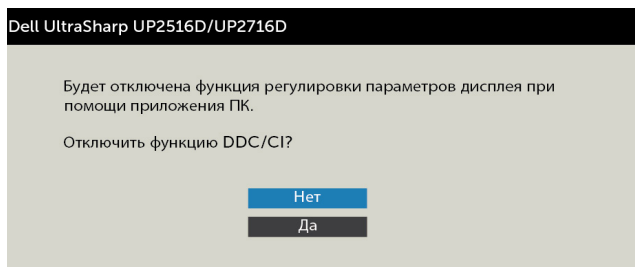 Dell UltraSharp UP2516D/UP2716D
Будет отключена функция регулировки параметров дисплея при
помощи приложения ПК.
Отключить функцию DDC/CI?
Нет
Да